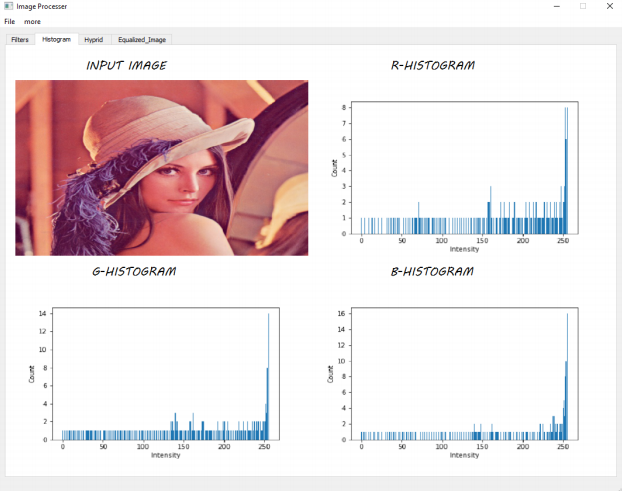 Image Processer
File more
Filters Histogram Hyprid Equalized_Image
INPUT IMAGE
R-HISTOGRAM
8
7
6
5
4
3
2
1
0
Count
0 50 100 150 200 250
Intensity
G-HISTOGRAM
14
12
10
8
6
4
2
0
Count
0 50 100 150 200 250
Intensity
B-HISTOGRAM
16
14
12
10
8
6
4
2
0
Count
0 50 100 150 200 250
Intensity